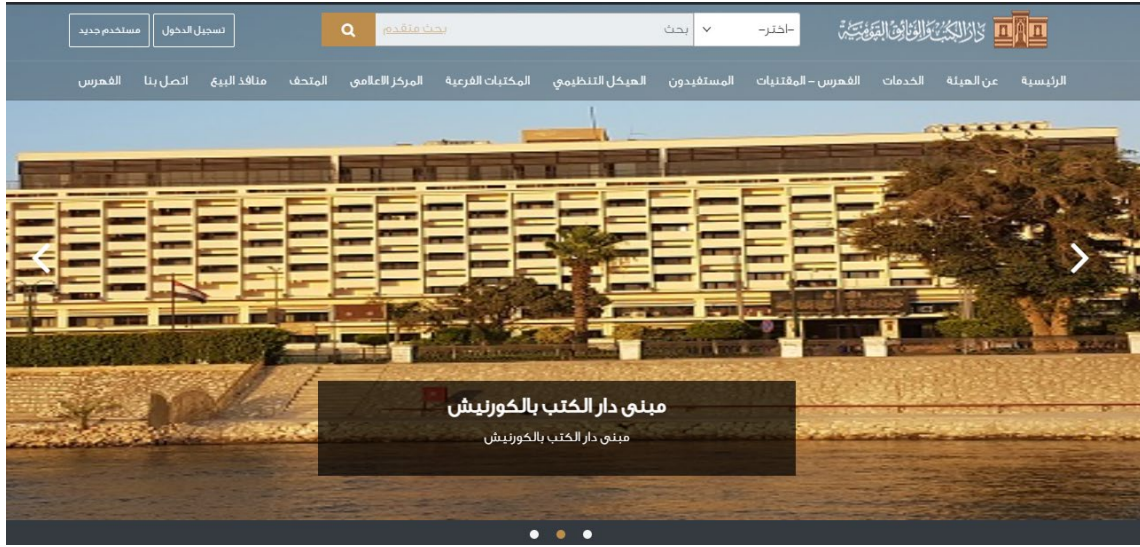 دار الكتب والوثائق القومية
-اختر-
بحث
بحث متقدم
تسجيل الدخول
مستخدم جديد
الرئيسية
عن الهيئة
الخدمات
الفهرس – المقتنيات
المستفيدون
الهيكل التنظيمي
المكتبات الفرعية
المركز الاعلامى
المتحف
منافذ البيع
اتصل بنا
الفهرس
مبنى دار الكتب بالكورنيش
مبنى دار الكتب بالكورنيش